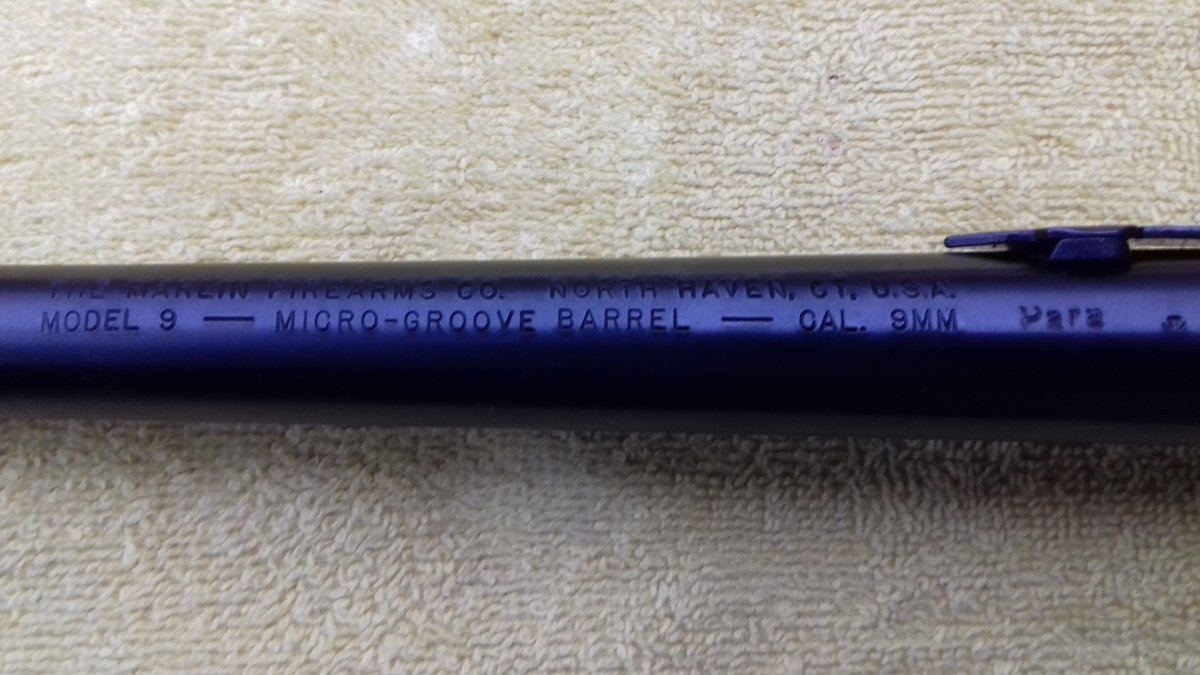 THE MARLIN FIREARMS CO. NORTH HAVEN, CT, U.S.A.
MODEL 9 — MICRO-GROOVE BARREL — CAL. 9MM Para